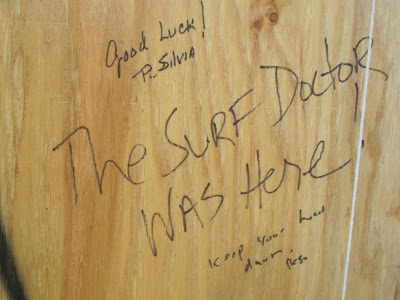 Good Luck!
P. Silvia
The SURF DOCTOR
WAS Here!
Keep your head
down.